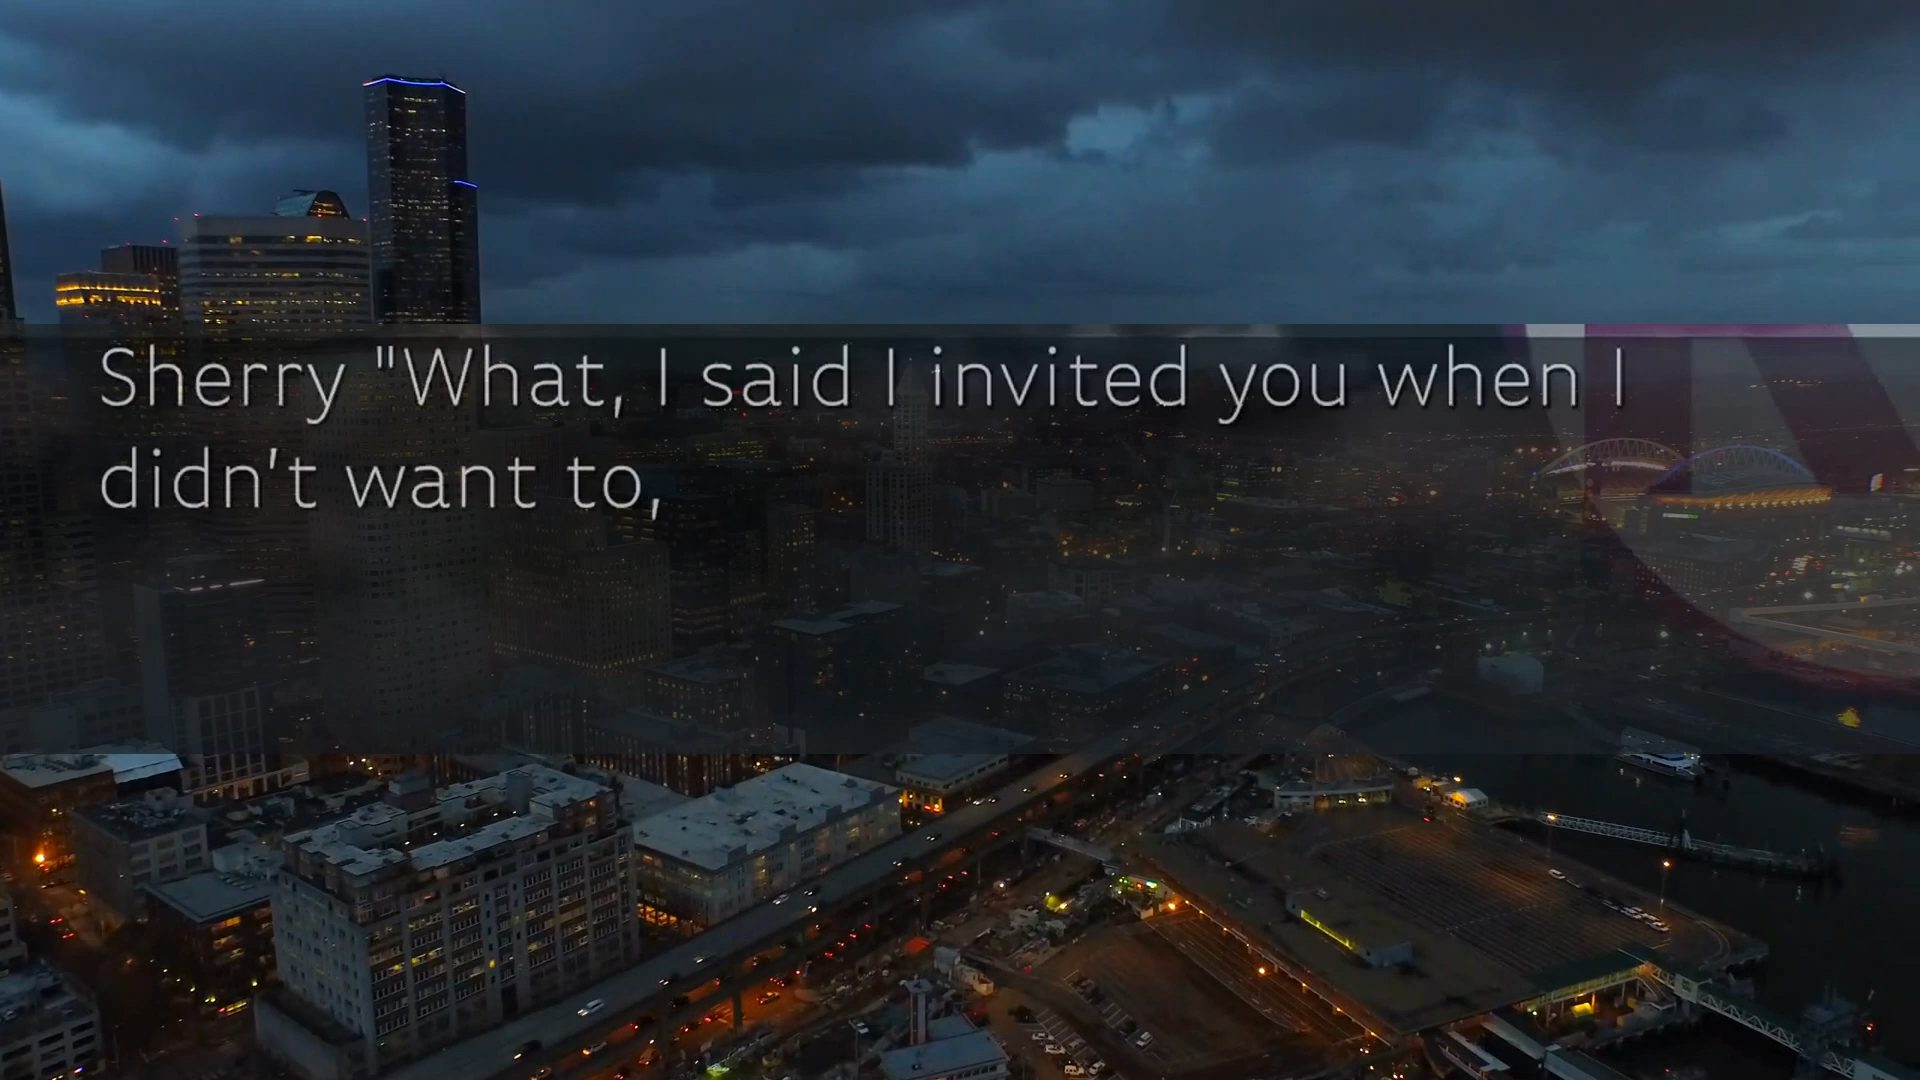 Sherry "What, I said I invited you when I
didn't want to,